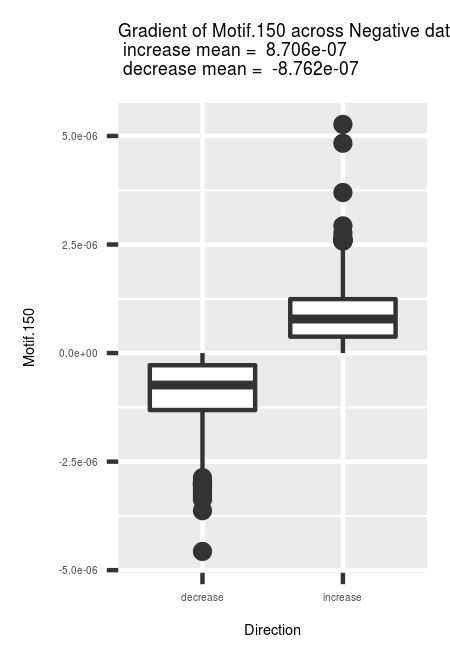 Gradient of Motif.150 across Negative dat
increase mean =  8.706e-07
decrease mean =  -8.762e-07
5.0e-06
2.5e-06
0.0e+00
-2.5e-06
-5.0e-06
Motif.150
decrease
increase
Direction